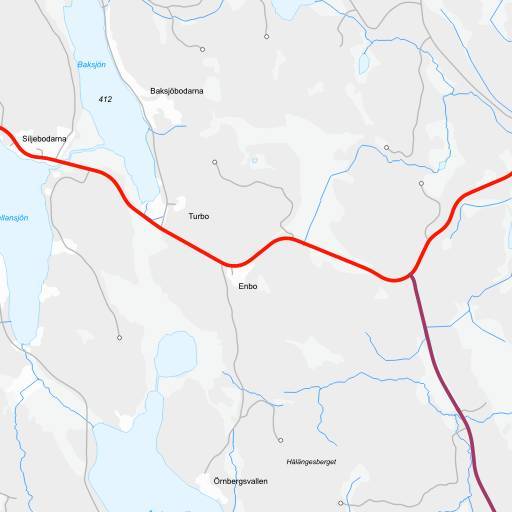 Baksjön
Baksjöbodarna
412
Siljebodarna
Turbo
Enbo
Hälängesberget
Örnbergsvallen